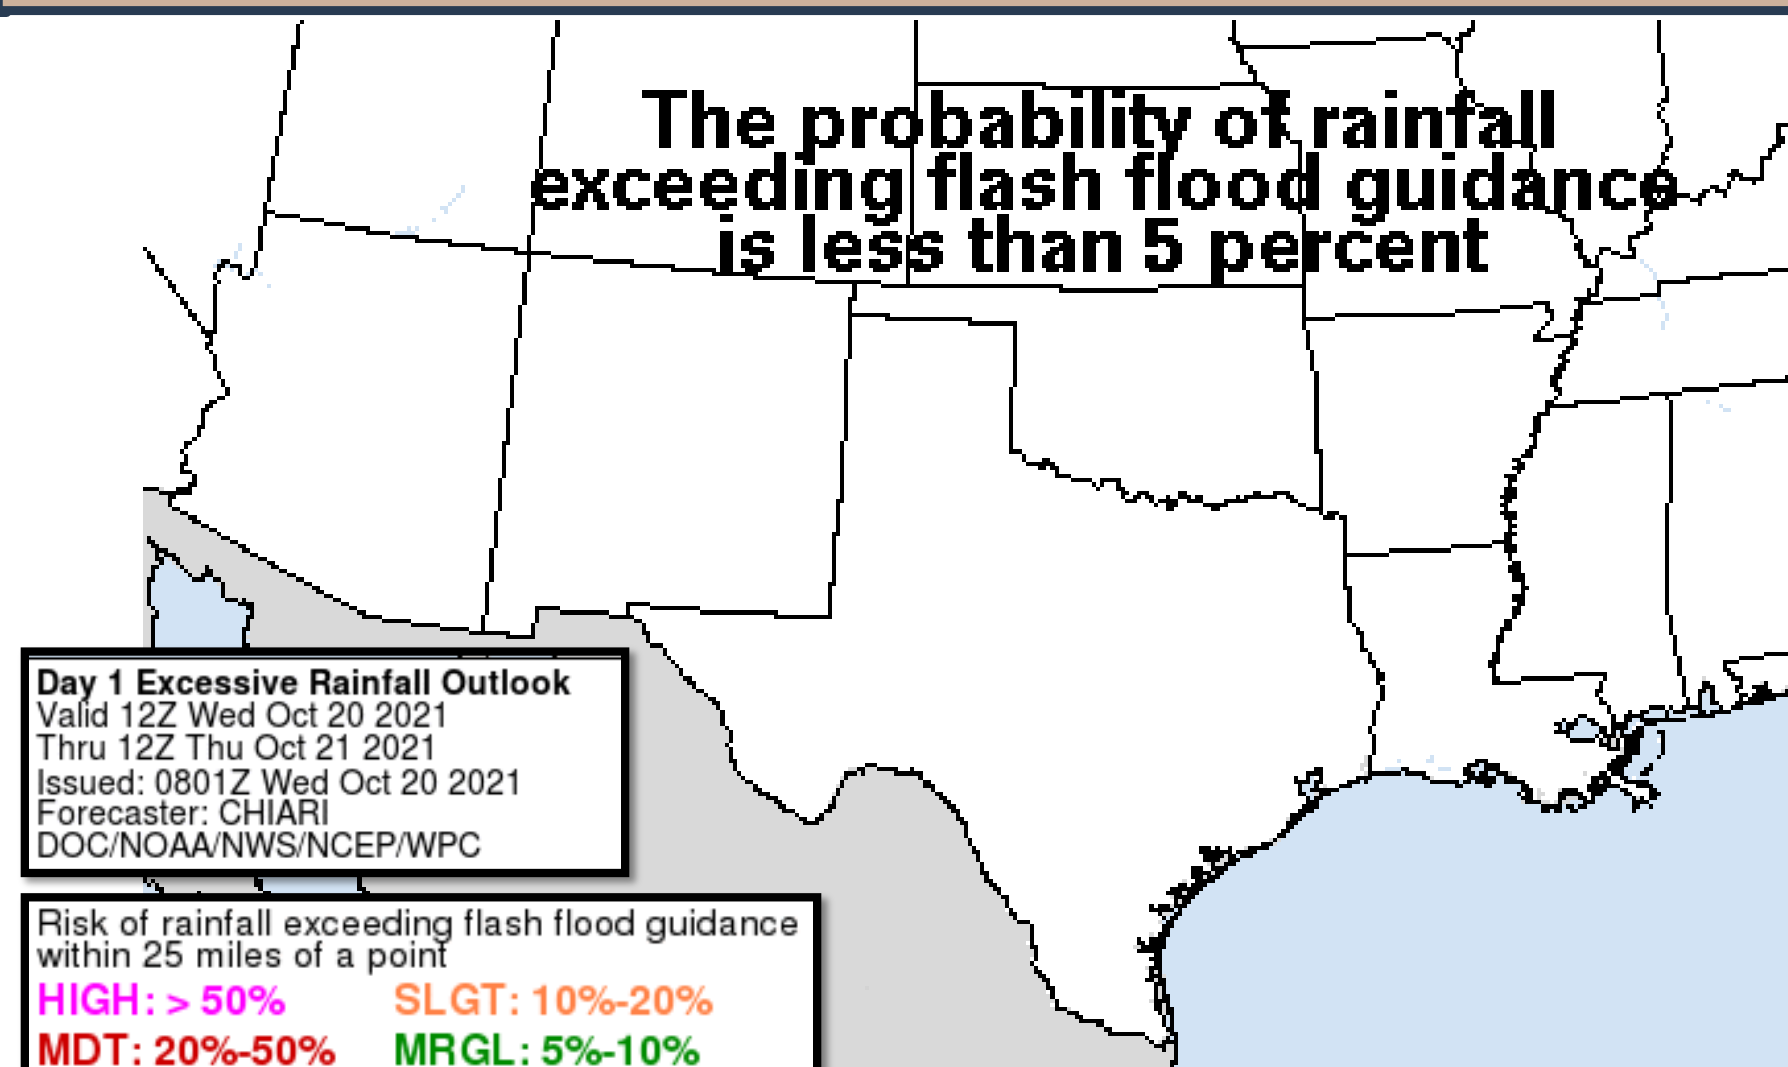 The probability of rainfall
exceeding flash flood guidance
is less than 5 percent
Day 1 Excessive Rainfall Outlook
Valid 12Z Wed Oct 20 2021
Thru 12Z Thu Oct 21 2021
Issued: 0801Z Wed Oct 20 2021
Forecaster: CHIARI
DOC/NOAA/NWS/NCEP/WPC
Risk of rainfall exceeding flash flood guidance
within 25 miles of a point
HIGH: > 50% SLGT: 10%-20%
MDT: 20%-50% MRGL: 5%-10%